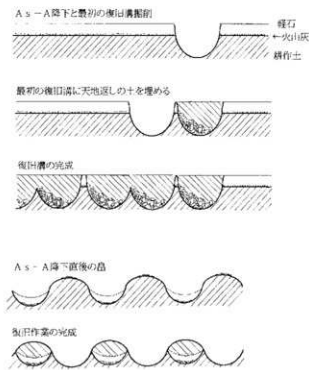 As-A降下と最初の復旧溝掘削
軽石
←火山灰
耕作土
最初の復旧溝に天地返しの土を埋める
復旧溝の完成
As-A降下直後の畠
復旧作業の完成